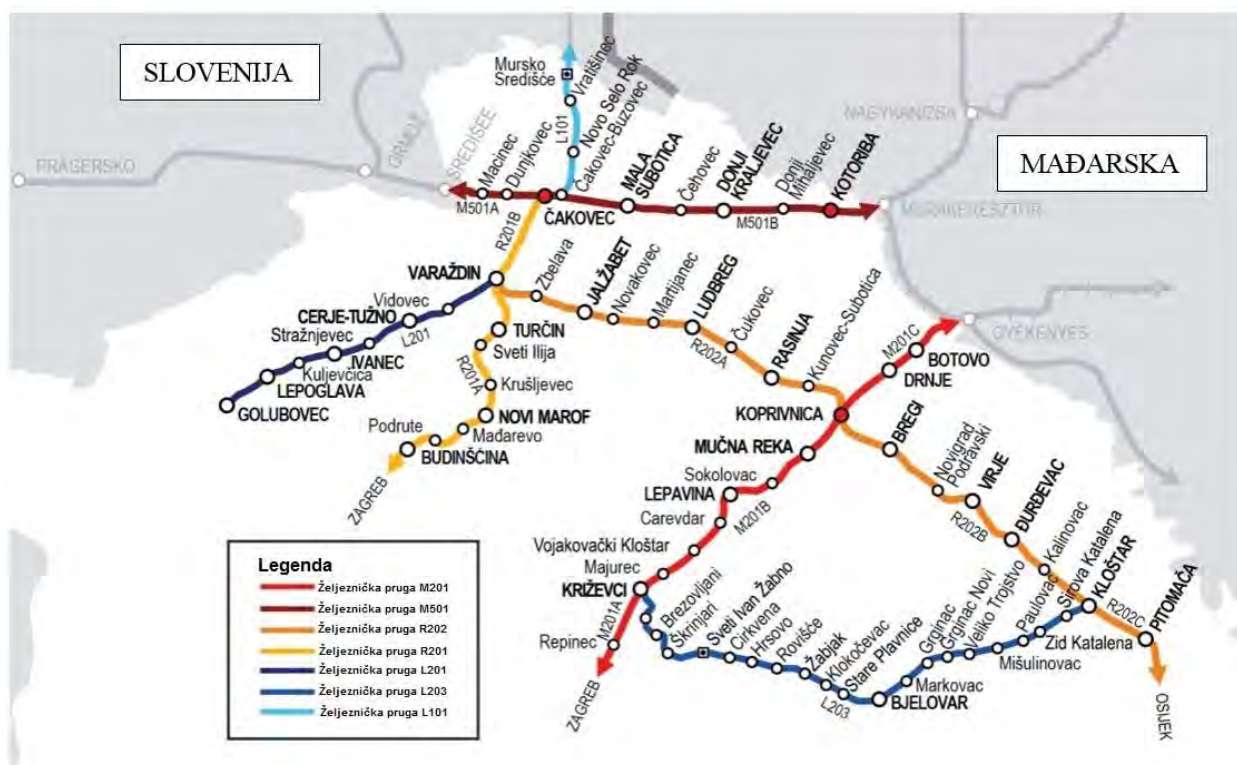 SLOVENIJA
MAĐARSKA
PRAGERSKO
ORMOŽ
SREDIŠĆE
NAGYKANIZSA
MURAKERESZTÚR
GYÉKÉNYES
Mursko
Središće
Vratišinec
L101
Novo Selo Rok
Čakovec-Buzovec
Macinec
Dunjkovec
M501A
ČAKOVEC
MALA
SUBOTICA
Čehovec
DONJI
KRALJEVEC
M501B
Donji
Mihaljevec
KOTORIBA
R201B
VARAŽDIN
Vidovec
CERJE-TUŽNO
L201
Stražnjevec
IVANEC
Kuljevčica
LEPOGLAVA
GOLUBOVEC
TURČIN
Sveti Ilija
R201A
Krušljevec
NOVI MAROF
Mađarevo
Podrute
BUDINŠĆINA
ZAGREB
Zbelava
JALŽABET
Novakovec
Martijanec
LUDBREG
R202A
Čukovec
RASINJA
Kunovec-Subotica
M201C
BOTOVO
DRNJE
KOPRIVNICA
MUČNA REKA
Sokolovac
LEPAVINA
M201B
Carevdar
Vojakovački Kloštar
Majurec
KRIŽEVCI
M201A
Repinec
ZAGREB
BREGI
Novigrad
Podravski
VIRJE
R202B
ĐURĐEVAC
Kalinovac
Sirova Katalena
KLOŠTAR
R202C
PITOMAČA
OSIJEK
Brezovljani
Škrinjari
Sveti Ivan Žabno
Cirkvena
Hrsovo
Rovišće
Žabjak
Klokočevac
Stare Plavnice
L203
BJELOVAR
Markovac
Grginac
Grginac Novi
Veliko Trojstvo
Mišulinovac
Paulovac
Zid Katalena
Legenda
Željeznička pruga M201
Željeznička pruga M501
Željeznička pruga R202
Željeznička pruga R201
Željeznička pruga L201
Željeznička pruga L203
Željeznička pruga L101